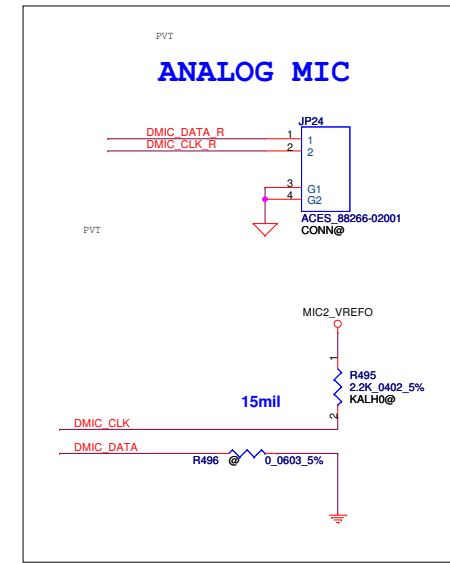 PVT
ANALOG MIC
JP24
DMIC_DATA_R 1 1
DMIC_CLK_R 2 2
3 G1
4 G2
ACES_88266-02001
CONN@
PVT
MIC2_VREFO
1
R495
2.2K_0402_5%
KALH0@
15mil
2
DMIC_CLK
DMIC_DATA
R496 @ 0_0603_5%